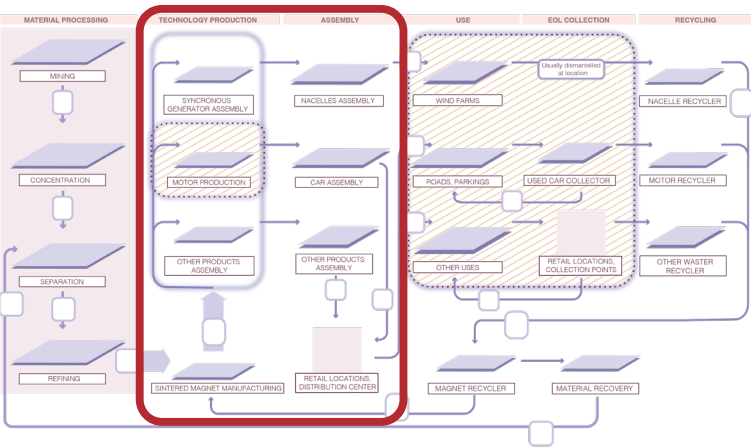 MATERIAL PROCESSING
TECHNOLOGY PRODUCTION
ASSEMBLY
USE
EOL COLLECTION
RECYCLING
MINING
SYNCRONOUS
GENERATOR ASSEMBLY
NACELLES ASSEMBLY
WIND FARMS
Usually dismantelled
at location
NACELLE RECYCLER
CONCENTRATION
MOTOR PRODUCTION
CAR ASSEMBLY
ROADS, PARKINGS
USED CAR COLLECTOR
MOTOR RECYCLER
SEPARATION
OTHER PRODUCTS
ASSEMBLY
OTHER PRODUCTS
ASSEMBLY
OTHER USES
RETAIL LOCATIONS,
COLLECTION POINTS
OTHER WASTER
RECYCLER
REFINING
SINTERED MAGNET MANUFACTURING
RETAIL LOCATIONS,
DISTRIBUTION CENTER
MAGNET RECYCLER
MATERIAL RECOVERY